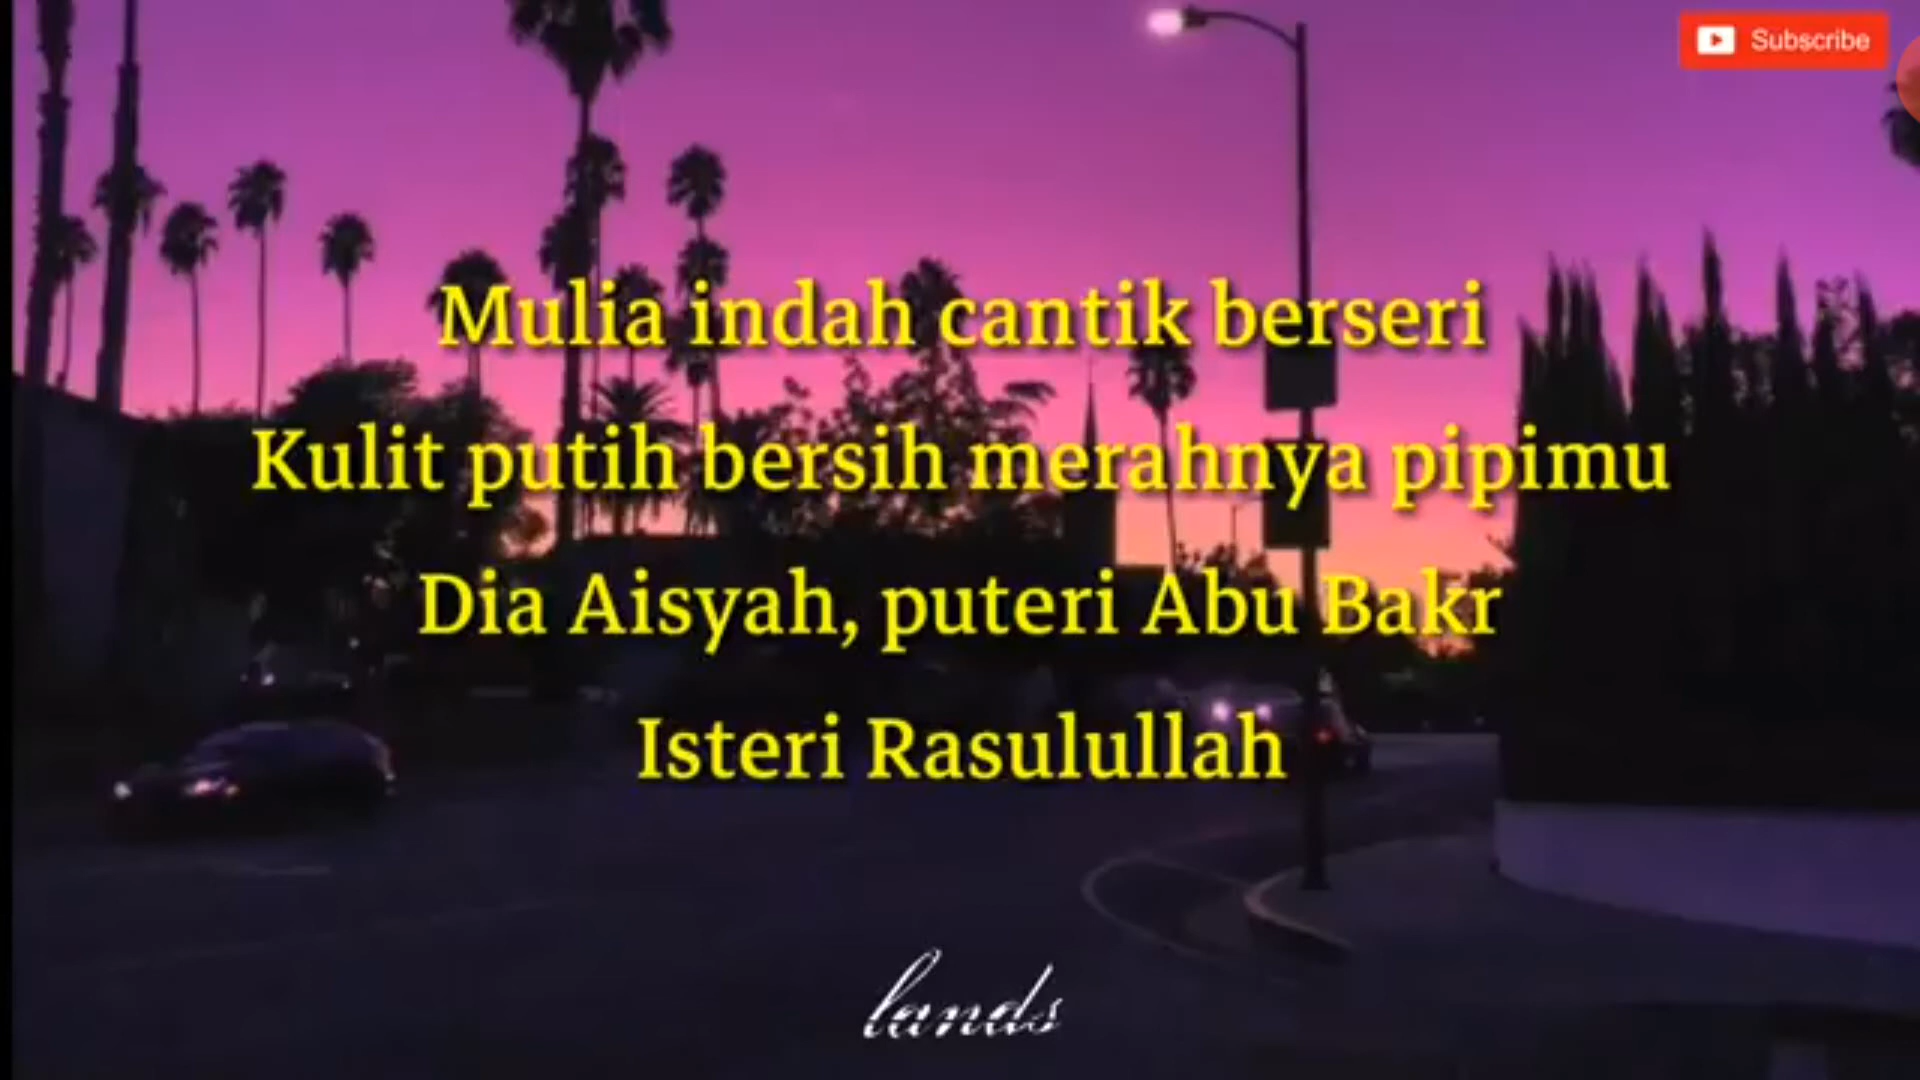 Subscribe
Mulia indah cantik berseri
Kulit putih bersih merahnya pipimu
Dia Aisyah, puteri Abu Bakr
Isteri Rasulullah
lands